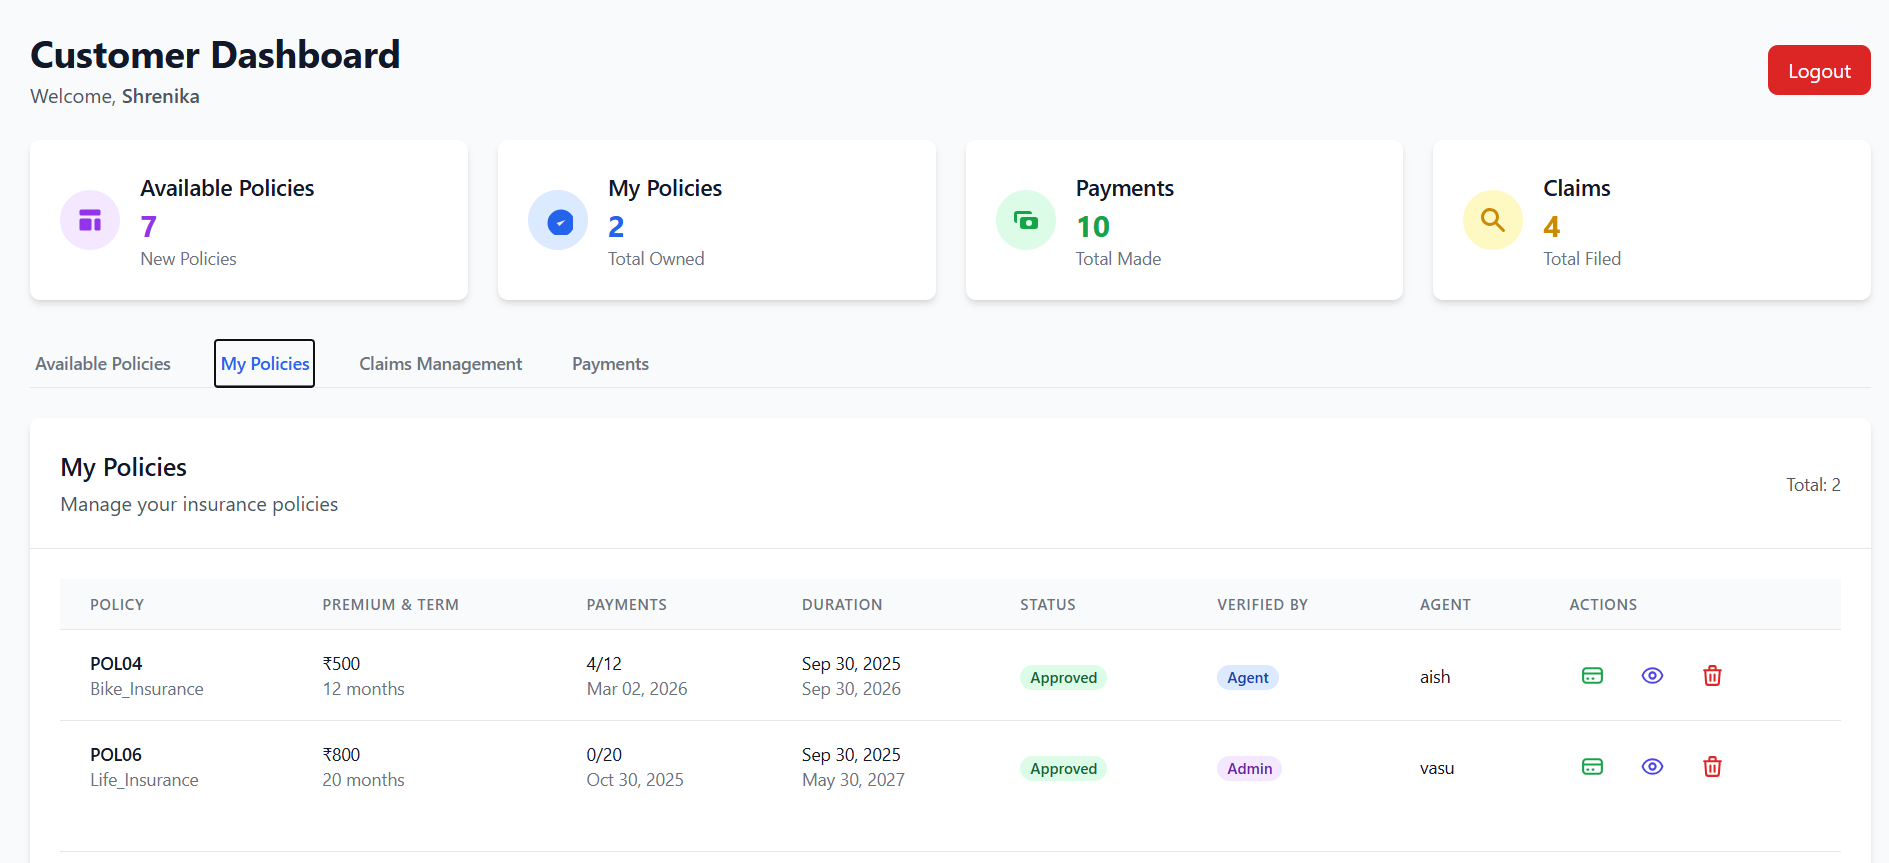 Customer Dashboard
Welcome, Shrenika
Logout
Available Policies
7
New Policies
My Policies
2
Total Owned
Payments
10
Total Made
Claims
4
Total Filed
Available Policies My Policies Claims Management Payments
My Policies
Manage your insurance policies
Total: 2
POLICY PREMIUM & TERM PAYMENTS DURATION STATUS VERIFIED BY AGENT ACTIONS
POL04 ₹500 4/12 Sep 30, 2025 Approved Agent aish
Bike_Insurance 12 months Mar 02, 2026 Sep 30, 2026
POL06 ₹800 0/20 Sep 30, 2025 Approved Admin vasu
Life_Insurance 20 months Oct 30, 2025 May 30, 2027